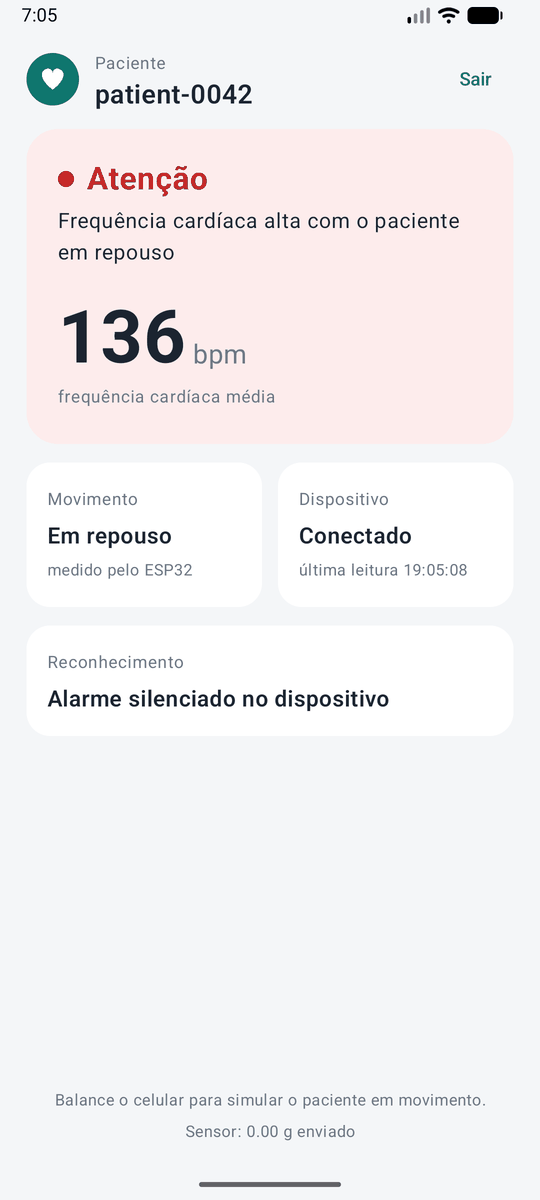 7:05
Paciente
patient-0042
Sair
Atenção
Frequência cardíaca alta com o paciente
em repouso
136 bpm
frequência cardíaca média
Movimento
Em repouso
medido pelo ESP32
Dispositivo
Conectado
última leitura 19:05:08
Reconhecimento
Alarme silenciado no dispositivo
Balance o celular para simular o paciente em movimento.
Sensor: 0.00 g enviado